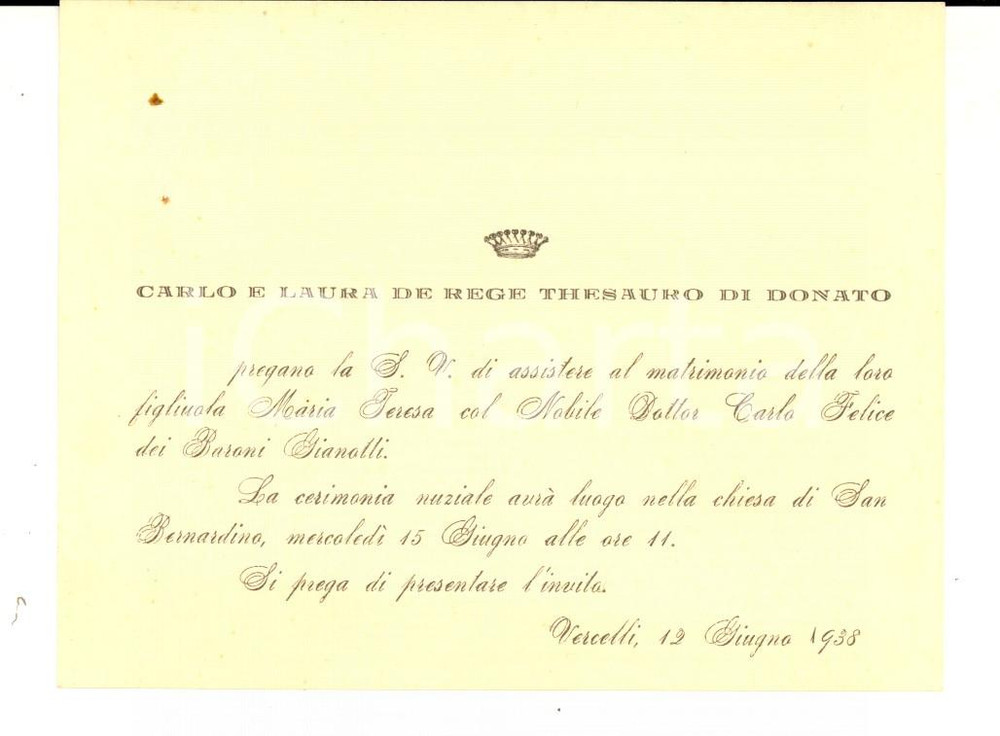 CARLO E LAURA DE REGE THESAURO DI DONATO
pregano la S. V. di assistere al matrimonio della loro
figliuola Maria Teresa col Nobile Dottor Carlo Felice
dei Baroni Gianotti.
La cerimonia nuziale avrà luogo nella chiesa di San
Bernardino, mercoledì 15 Giugno alle ore 11.
Si prega di presentare l'invito.
Vercelli, 12 Giugno 1938